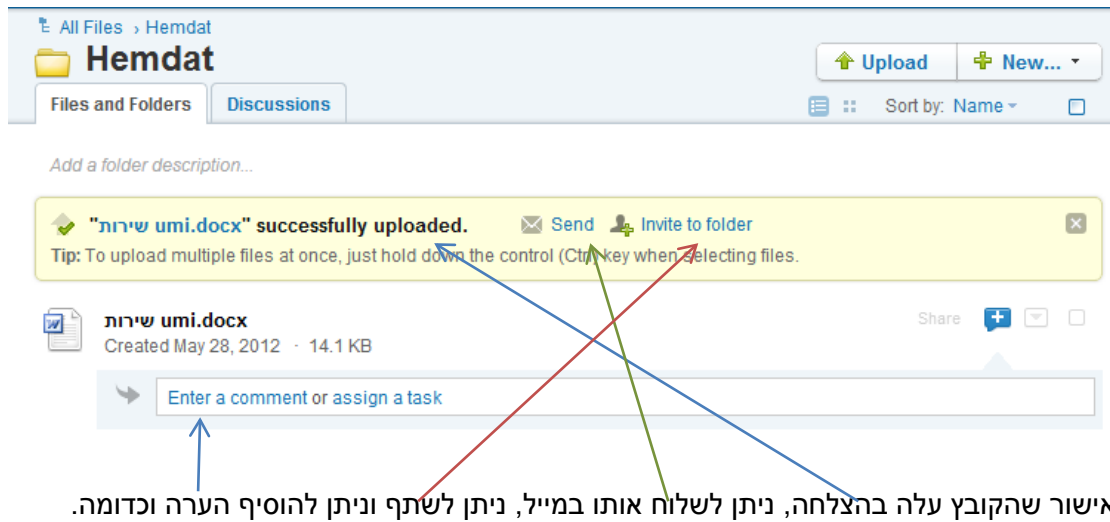 All Files › Hemdat
Hemdat
Upload New...
Files and Folders Discussions
Sort by: Name
Add a folder description...
"שירות umi.docx" successfully uploaded. Send Invite to folder
Tip: To upload multiple files at once, just hold down the control (Ctrl) key when selecting files.
שירות umi.docx
Share
Created May 28, 2012 · 14.1 KB
Enter a comment or assign a task
אישור שהקובץ עלה בהצלחה, ניתן לשלוח אותו במייל, ניתן לשתף וניתן להוסיף הערה וכדומה.